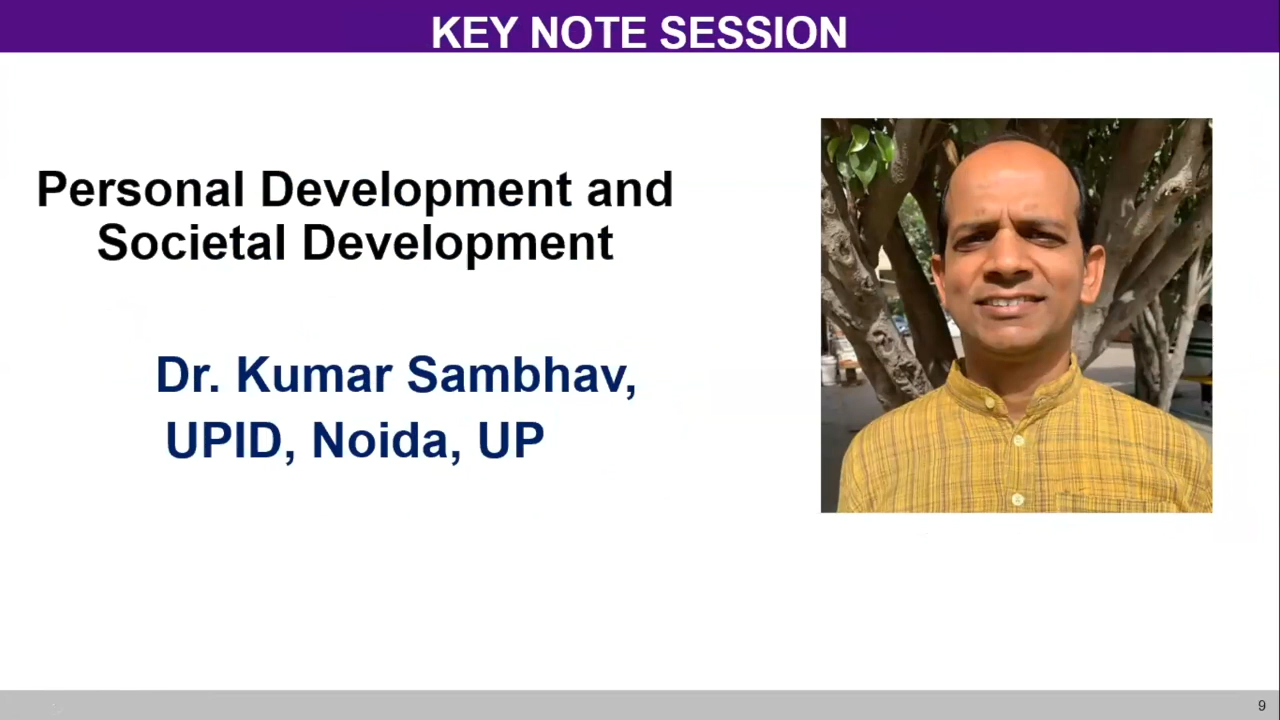 KEY NOTE SESSION
Personal Development and
Societal Development
Dr. Kumar Sambhav,
UPID, Noida, UP
9